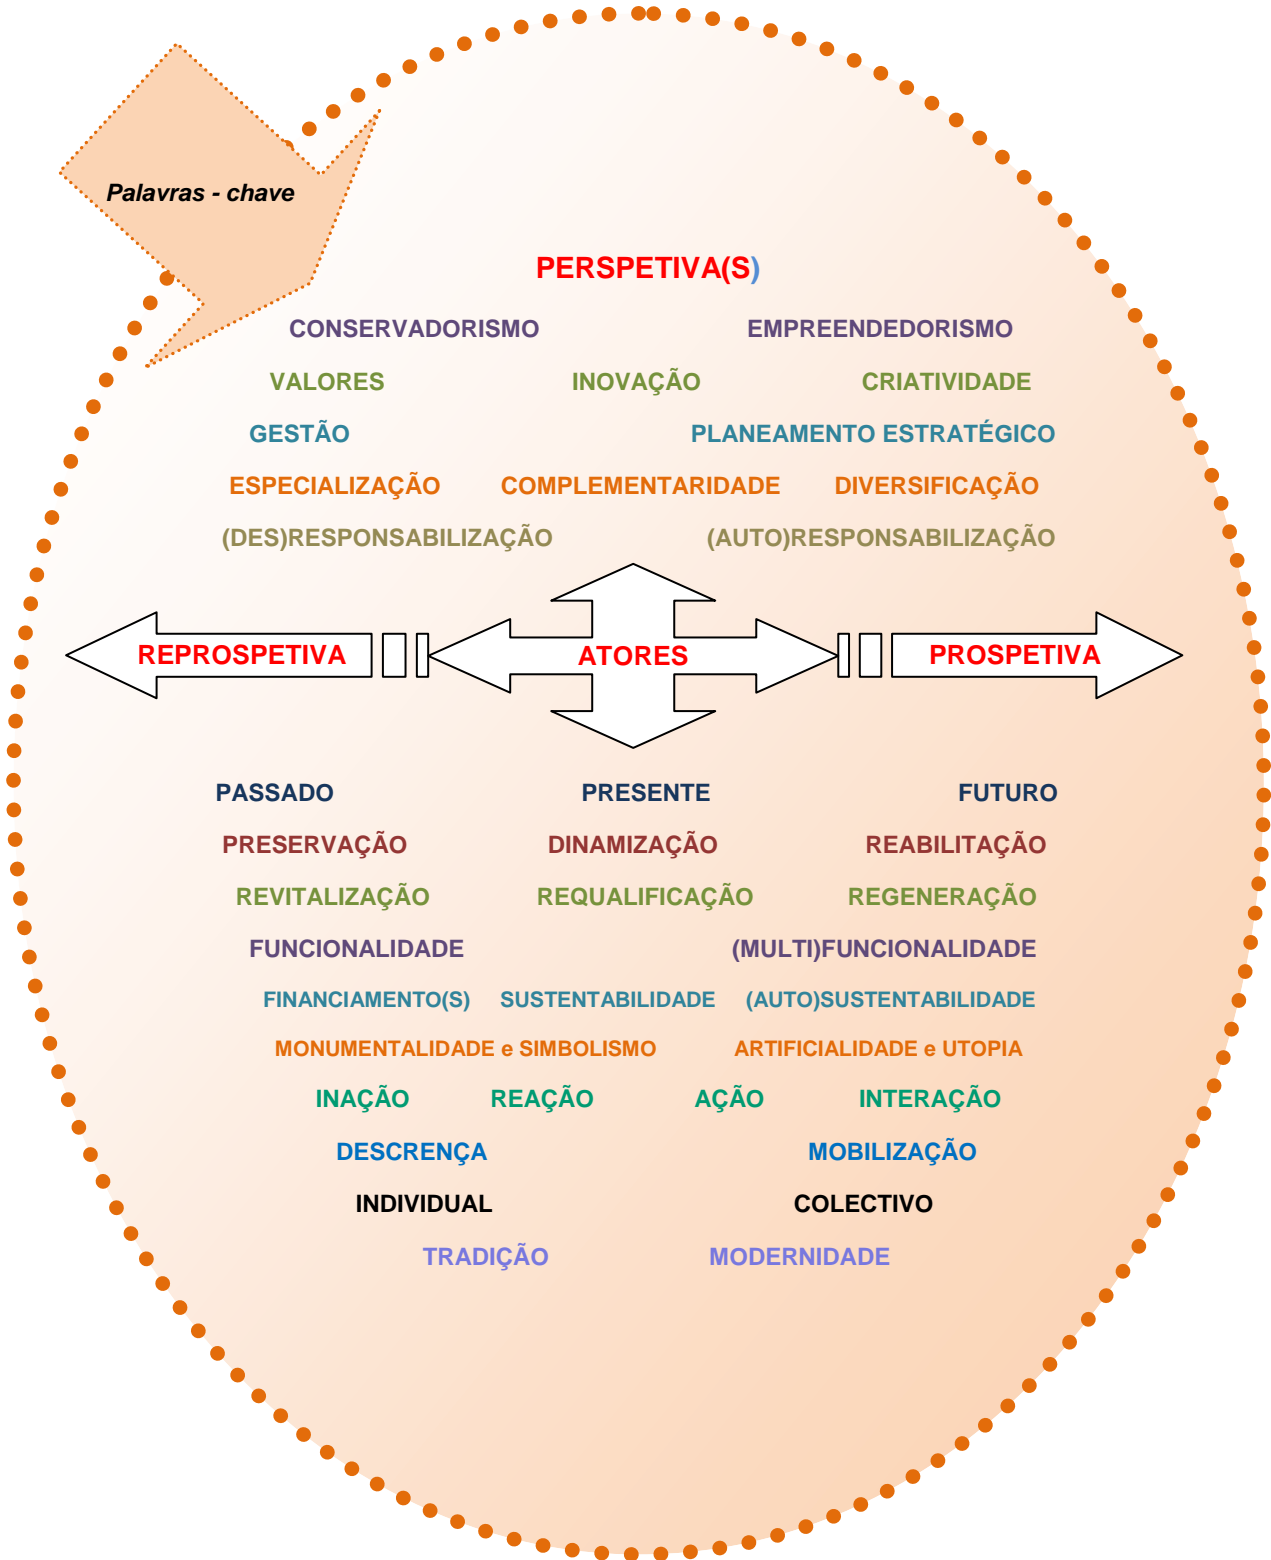 Palavras - chave
PERSPETIVA(S)
CONSERVADORISMO EMPREENDEDORISMO
VALORES INOVAÇÃO CRIATIVIDADE
GESTÃO PLANEAMENTO ESTRATÉGICO
ESPECIALIZAÇÃO COMPLEMENTARIDADE DIVERSIFICAÇÃO
(DES)RESPONSABILIZAÇÃO (AUTO)RESPONSABILIZAÇÃO
REPROSPETIVA ATORES PROSPETIVA
PASSADO PRESENTE FUTURO
PRESERVAÇÃO DINAMIZAÇÃO REABILITAÇÃO
REVITALIZAÇÃO REQUALIFICAÇÃO REGENERAÇÃO
FUNCIONALIDADE (MULTI)FUNCIONALIDADE
FINANCIAMENTO(S) SUSTENTABILIDADE (AUTO)SUSTENTABILIDADE
MONUMENTALIDADE e SIMBOLISMO ARTIFICIALIDADE e UTOPIA
INAÇÃO REAÇÃO AÇÃO INTERAÇÃO
DESCRENÇA MOBILIZAÇÃO
INDIVIDUAL COLECTIVO
TRADIÇÃO MODERNIDADE